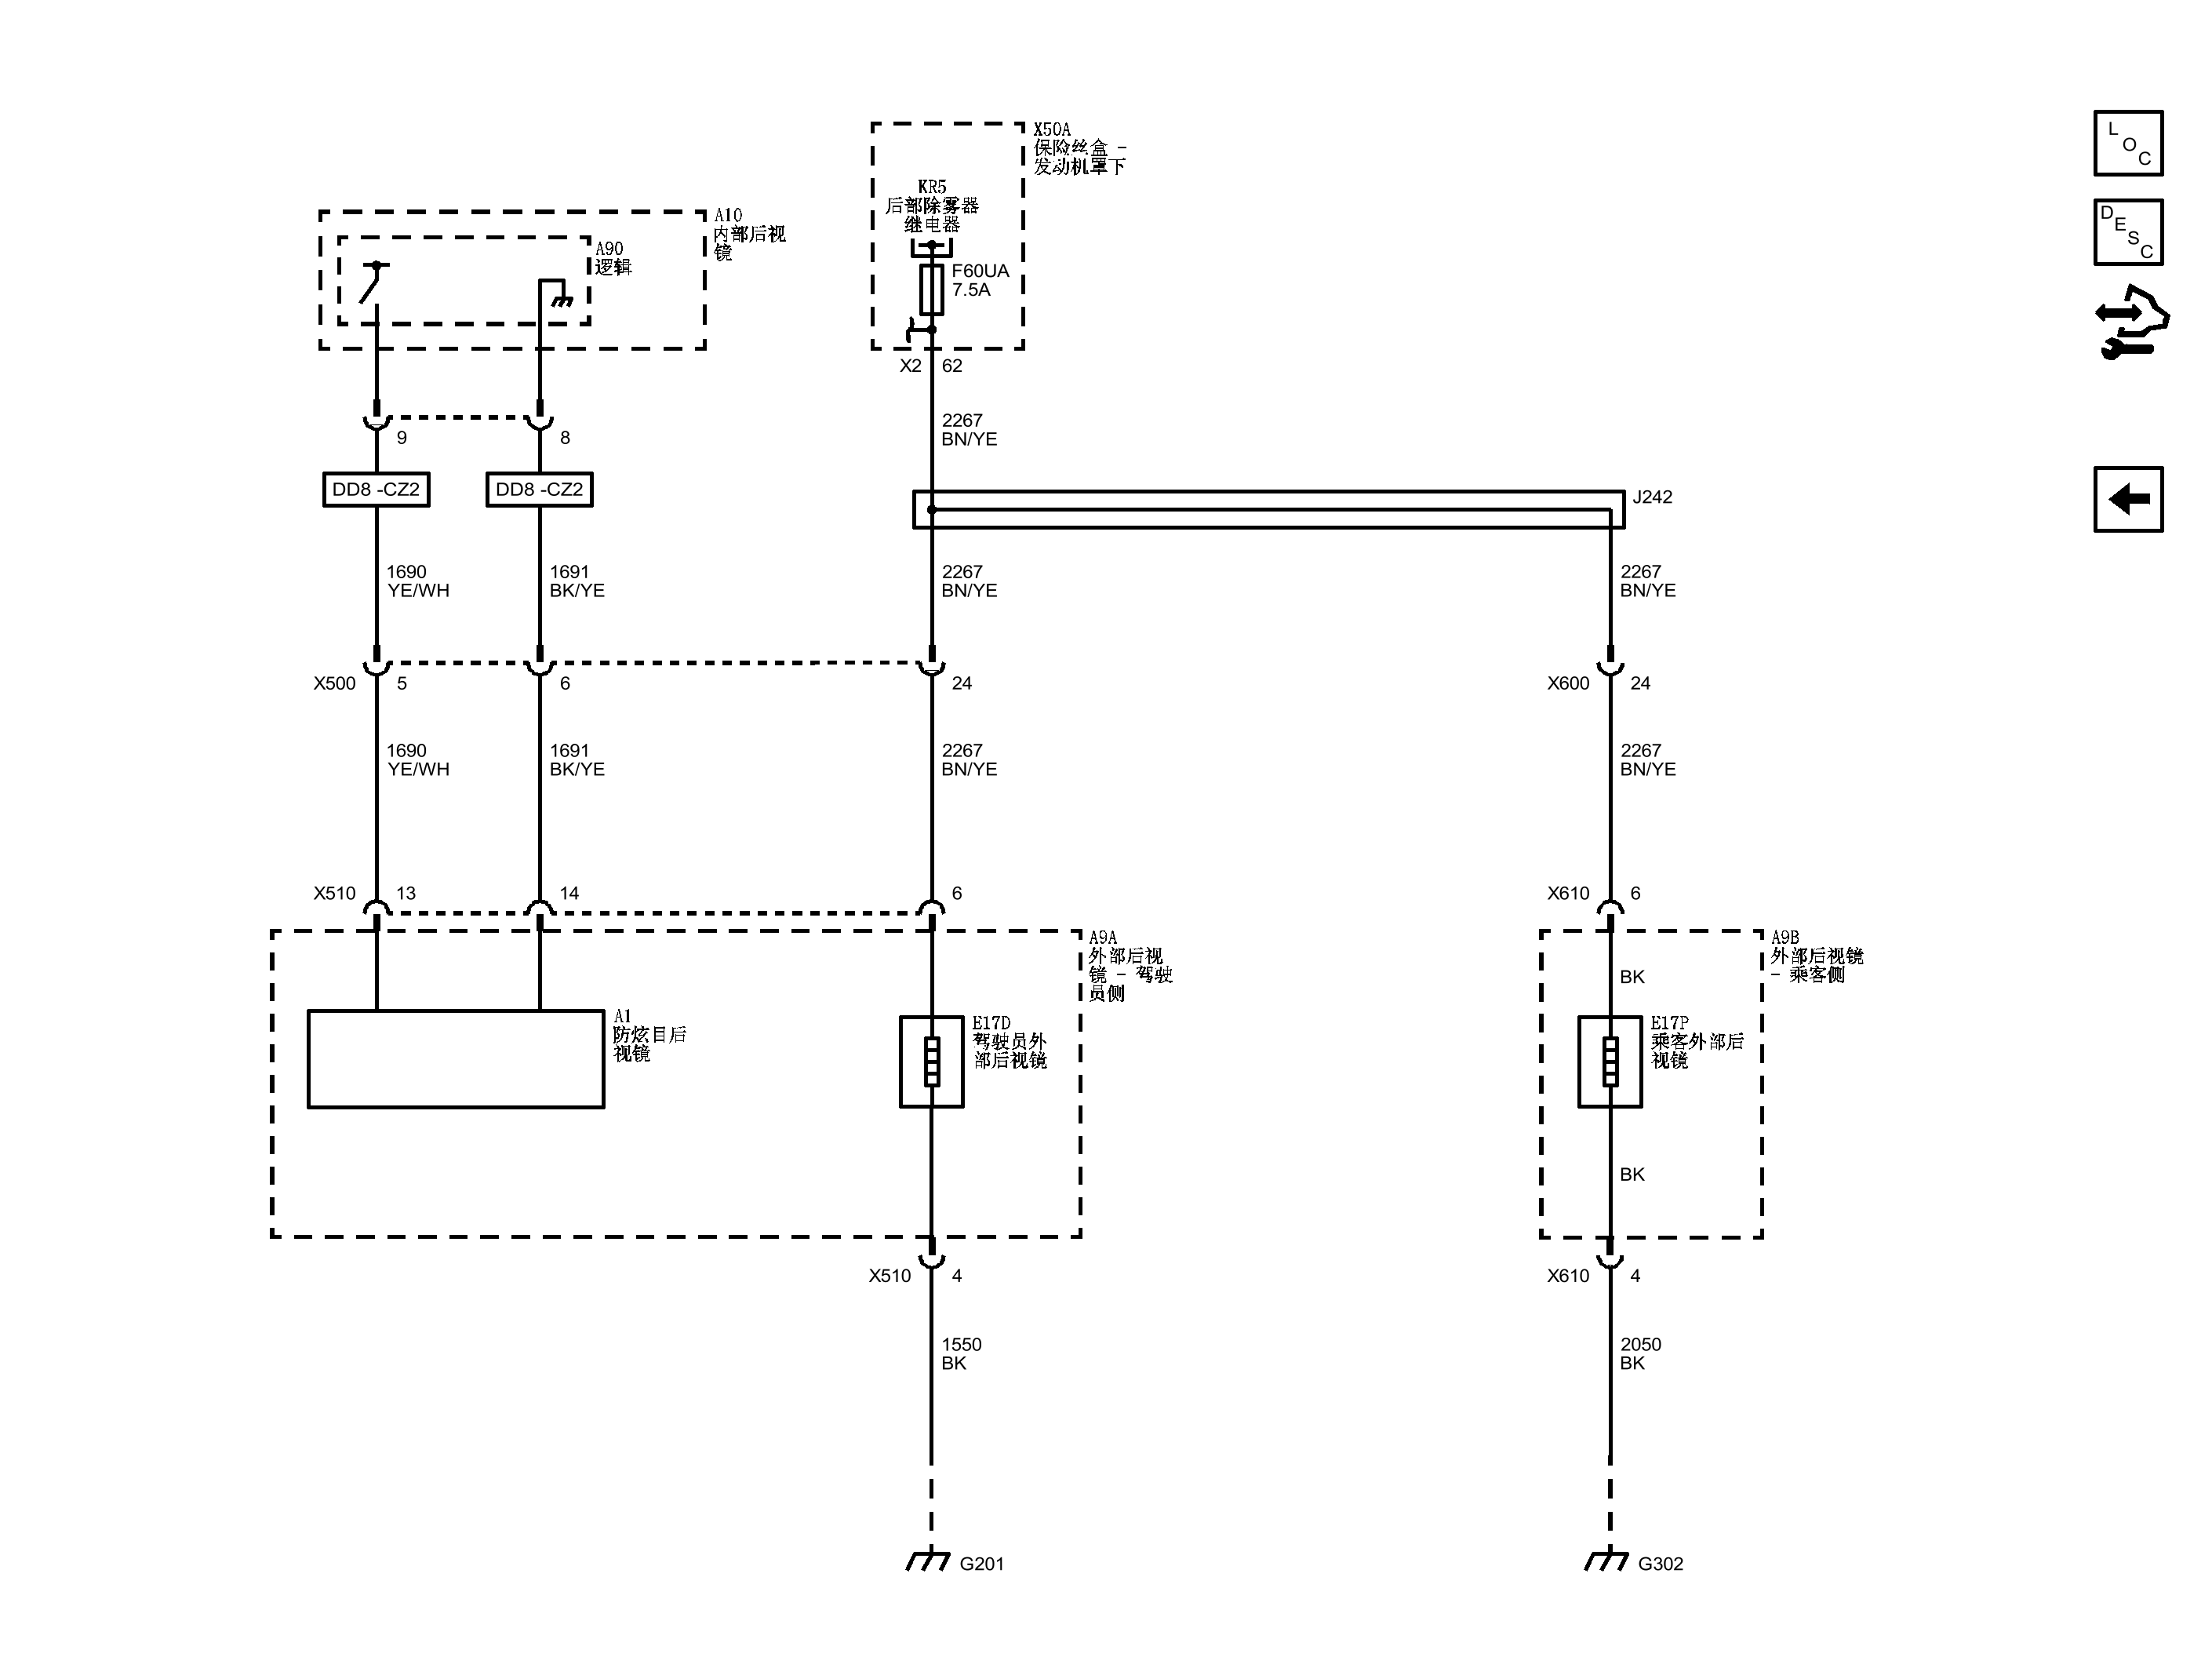 X50A
保险丝盒 -
发动机罩下
KR5
后部除雾器
继电器
F60UA
7.5A
X2 62
A10
内部后视
镜
A90
逻辑
9 8
DD8 -CZ2 DD8 -CZ2
2267
BN/YE
J242
1690
YE/WH
1691
BK/YE
2267
BN/YE
2267
BN/YE
X500 5 6 24
X600 24
1690
YE/WH
1691
BK/YE
2267
BN/YE
2267
BN/YE
X510 13 14 6
X610 6
A9A
外部后视
镜 - 驾驶
员侧
A9B
外部后视镜
- 乘客侧
BK
A1
防炫目后
视镜
E17D
驾驶员外
部后视镜
E17P
乘客外部后
视镜
BK
X510 4
X610 4
1550
BK
2050
BK
G201
G302
L
O
C
D
E
S
C